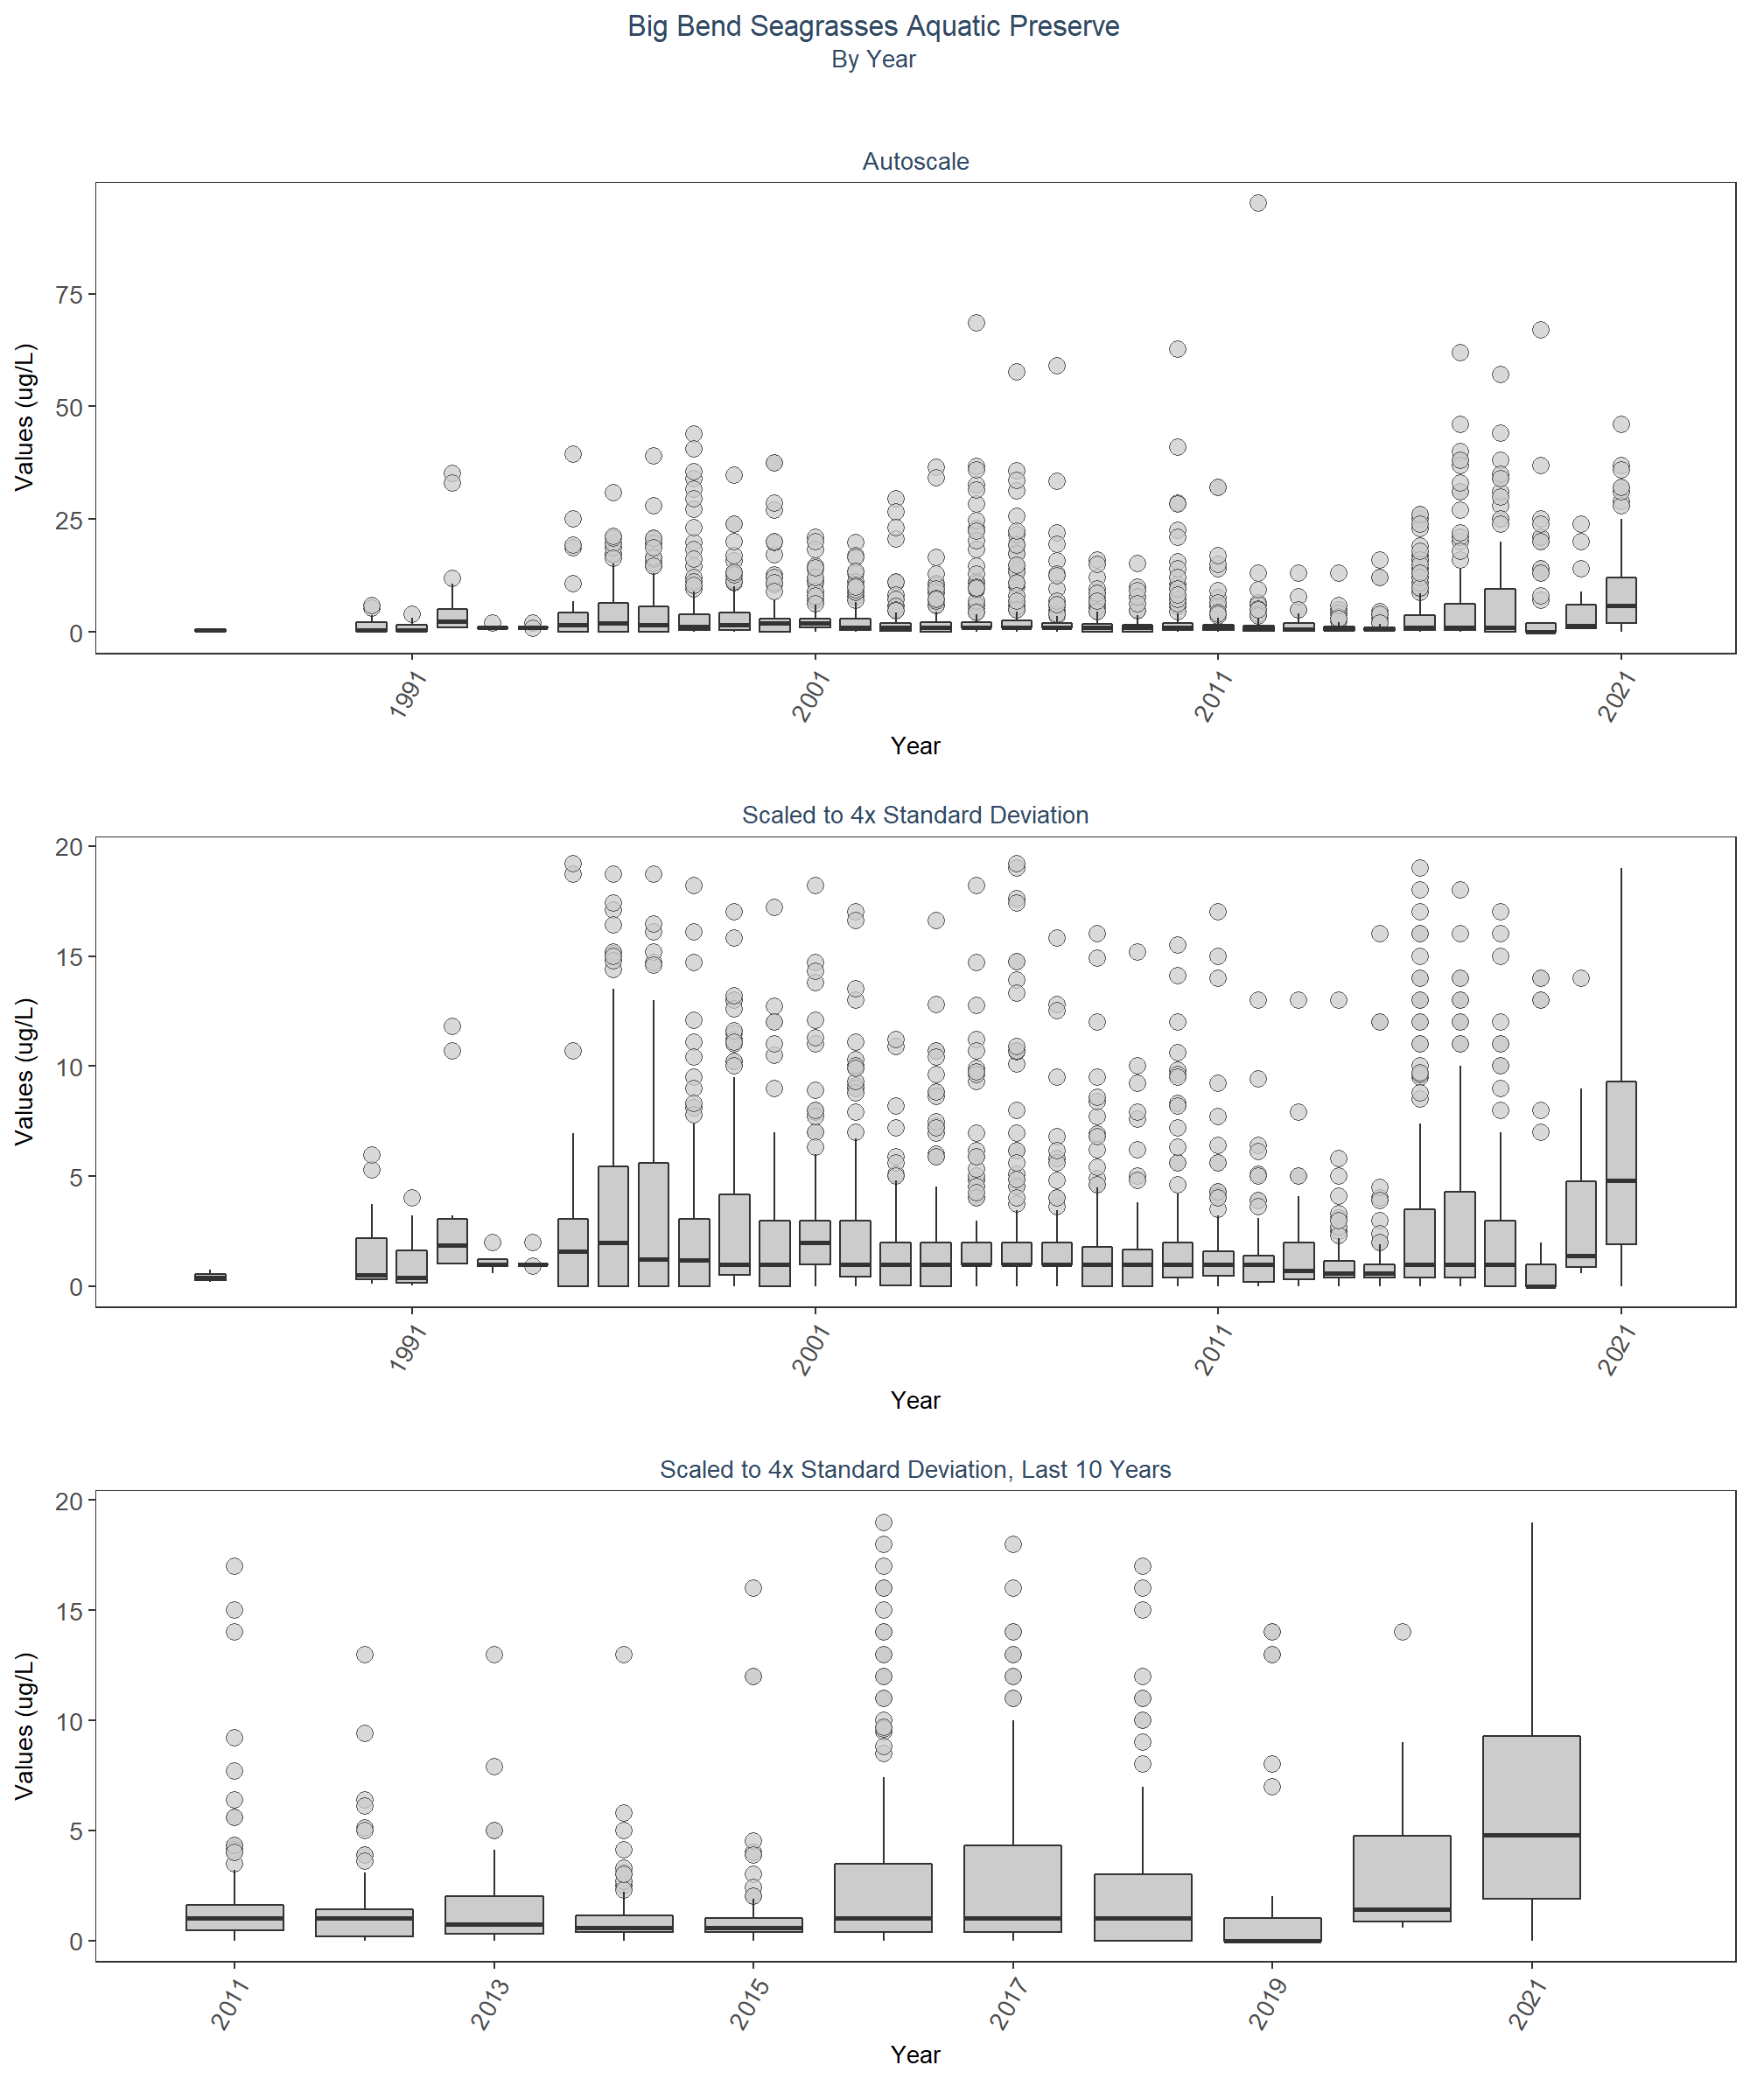 Big Bend Seagrasses Aquatic Preserve
By Year
Autoscale
Values (ug/L)
75
50
25
0
1991
2001
2011
2021
Year
Scaled to 4x Standard Deviation
Values (ug/L)
20
15
10
5
0
1991
2001
2011
2021
Year
Scaled to 4x Standard Deviation, Last 10 Years
Values (ug/L)
20
15
10
5
0
2011
2013
2015
2017
2019
2021
Year